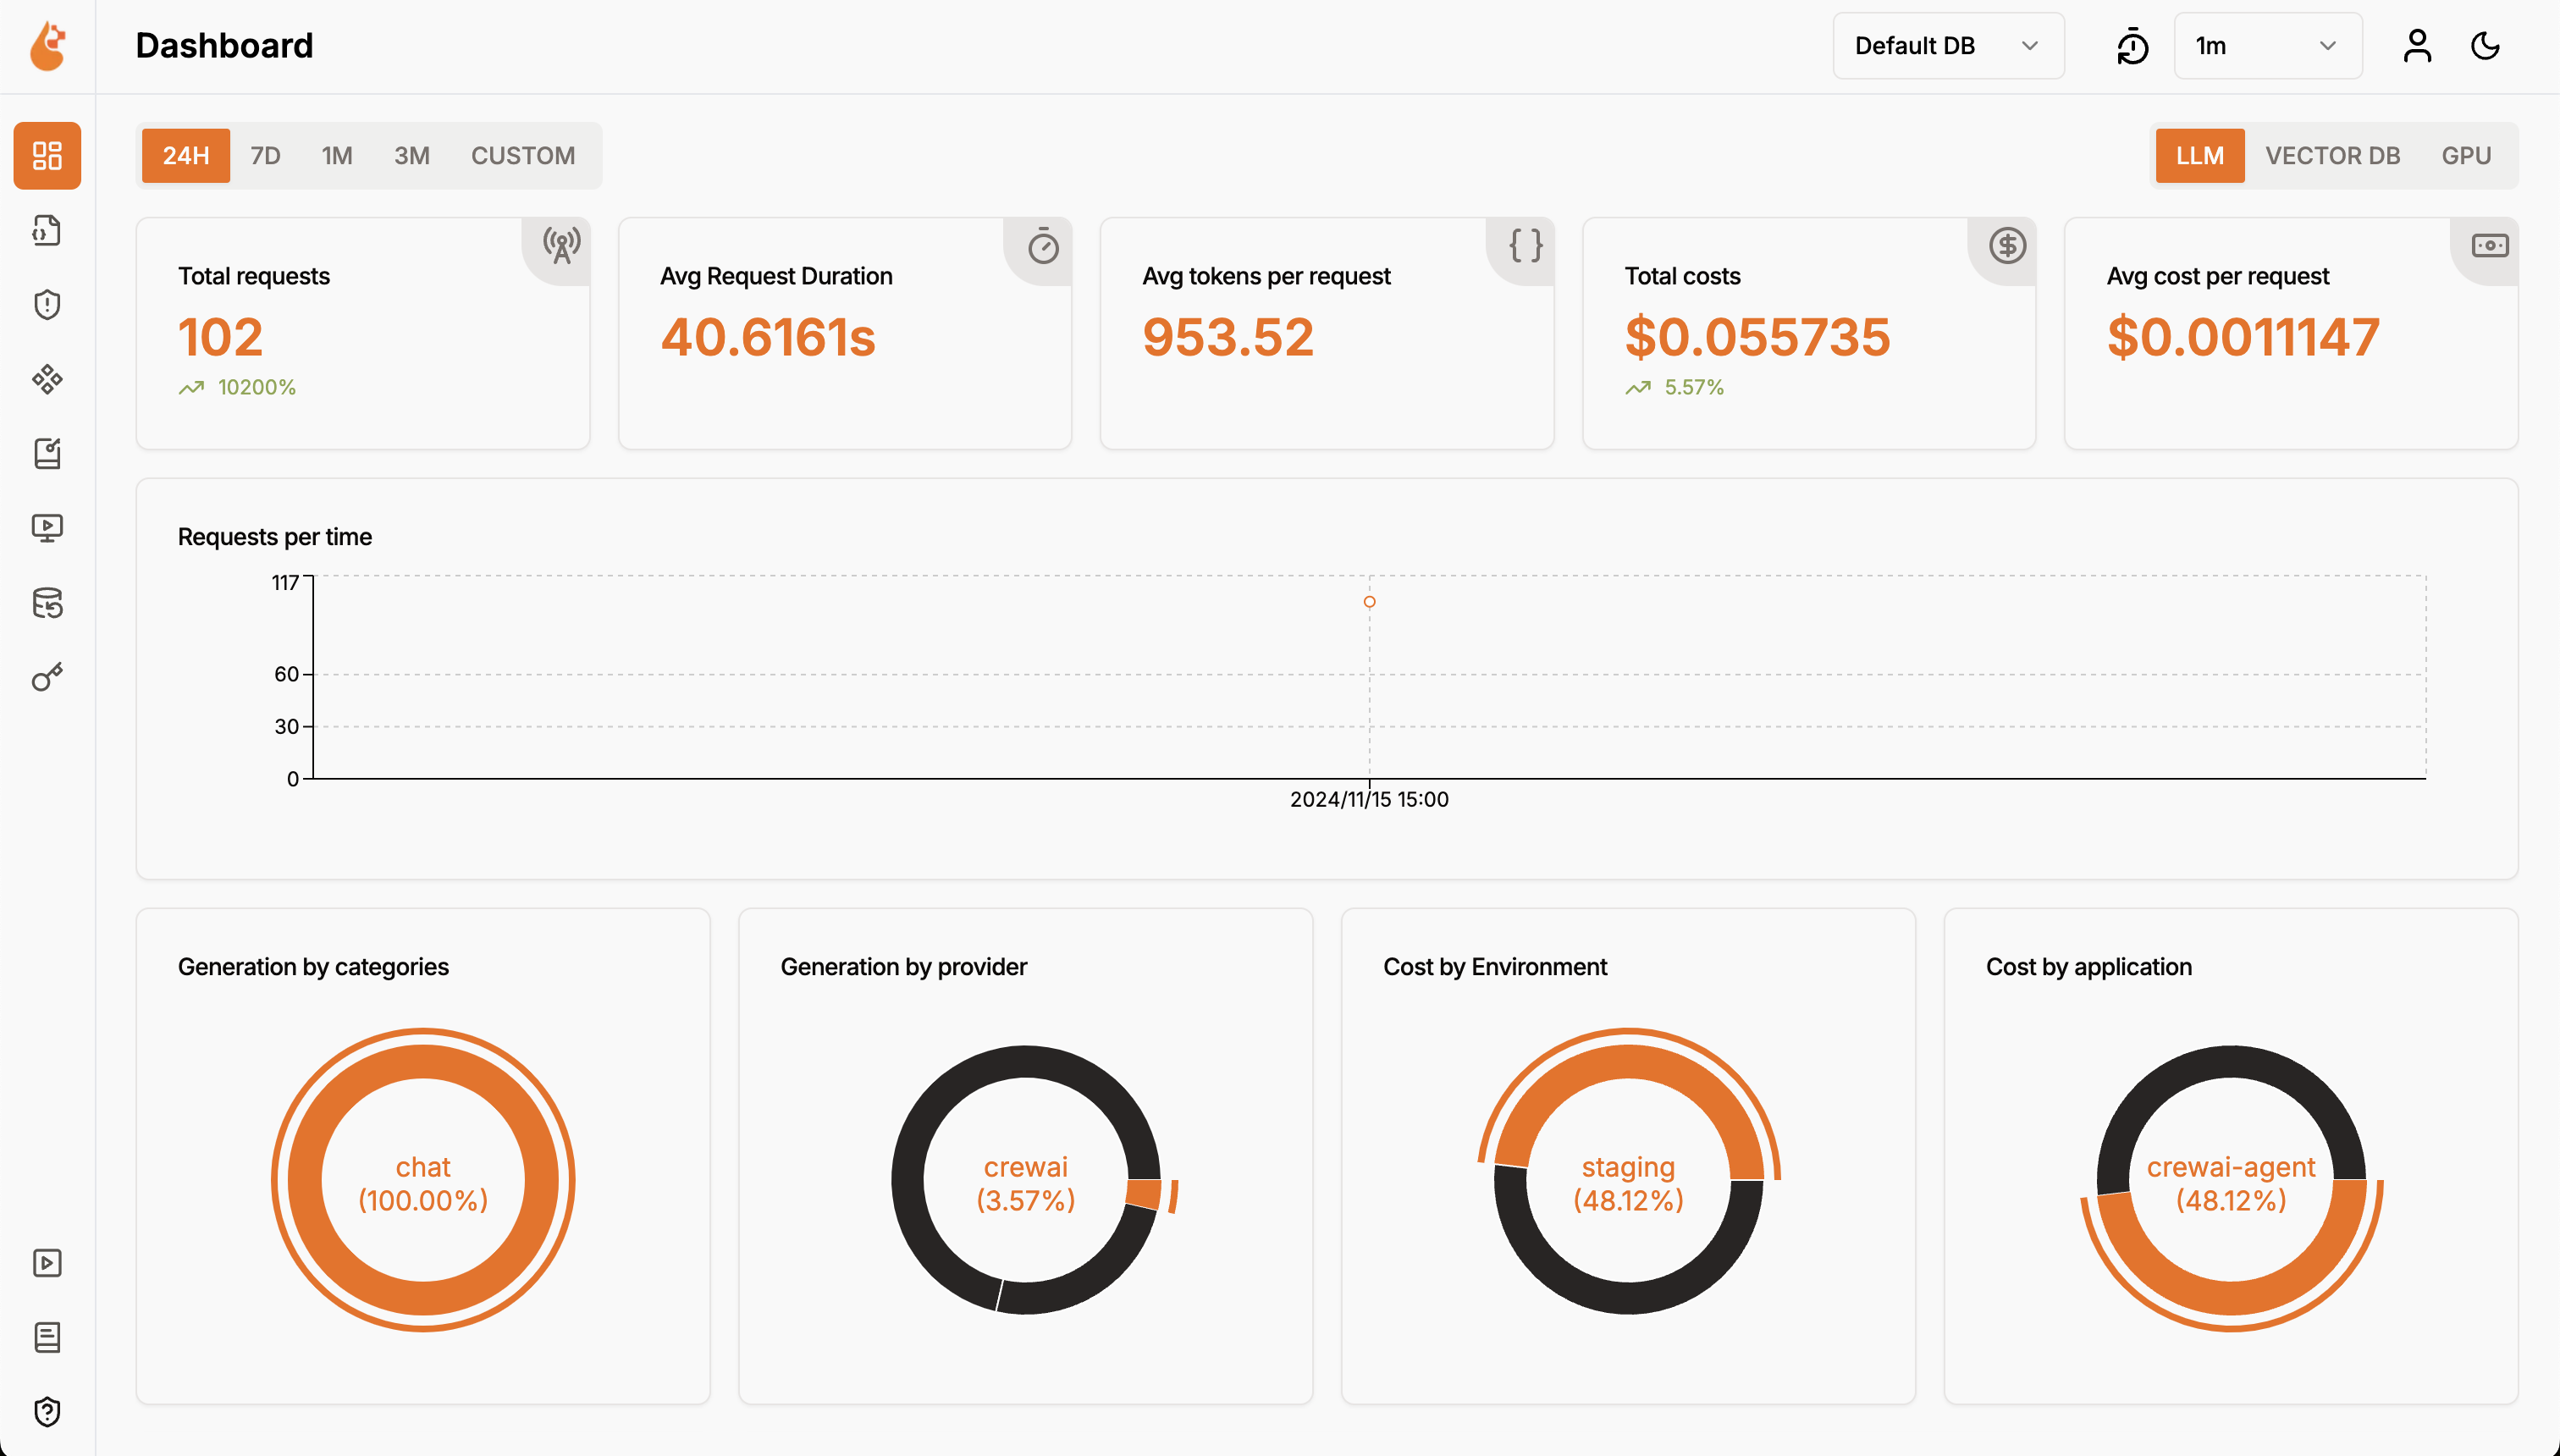 Dashboard
Default DB
1m
24H 7D 1M 3M CUSTOM
LLM VECTOR DB GPU
Total requests
102
10200%
Avg Request Duration
40.6161s
Avg tokens per request
953.52
Total costs
$0.055735
5.57%
Avg cost per request
$0.0011147
Requests per time
117
60
30
0
2024/11/15 15:00
Generation by categories
chat
(100.00%)
Generation by provider
crewai
(3.57%)
Cost by Environment
staging
(48.12%)
Cost by application
crewai-agent
(48.12%)